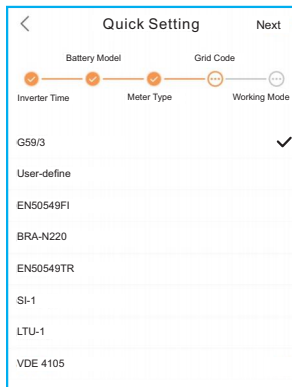 Quick Setting Next
Battery Model Grid Code
Inverter Time Meter Type Working Mode
G59/3
User-define
EN50549FI
BRA-N220
EN50549TR
SI-1
LTU-1
VDE 4105